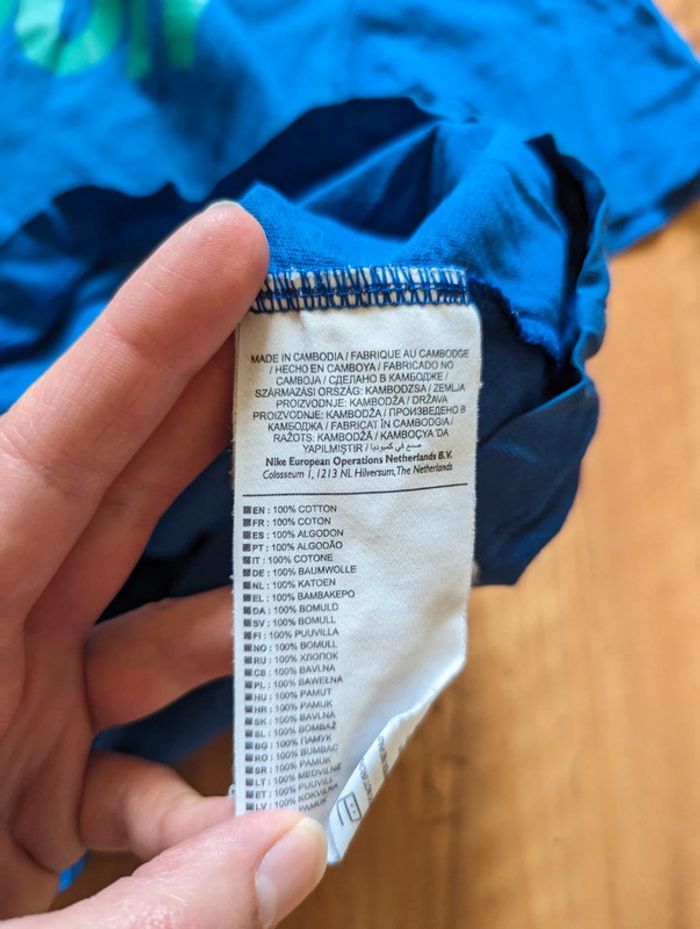 MADE IN CAMBODIA / FABRIQUE AU CAMBODGE
/ HECHO EN CAMBOYA / FABRICADO NO
CAMBOJA / СДЕЛАНО В КАМБОДЖЕ /
SZÁRMAZÁSI ORSZÁG: KAMBODZSA / ZEMLJA
PROIZVODNJE: KAMBODŽA / DRŽAVA
PROIZVODNJE: KAMBODŽA / ПРОИЗВЕДЕНО В
КАМБОДЖА / FABRICAT ÎN CAMBODGIA /
RAŽOTS: KAMBODŽĀ / KAMBOÇYA'DA
YAPILMIŞTIR / صنع في كمبوديا
Nike European Operations Netherlands B.V.
Colosseum 1, 1213 NL Hilversum, The Netherlands
EN : 100% COTTON
FR : 100% COTON
ES : 100% ALGODON
PT : 100% ALGODÃO
IT : 100% COTONE
DE : 100% BAUMWOLLE
NL : 100% KATOEN
EL : 100% ΒΑΜΒΑΚΕΡΟ
DA : 100% BOMULD
SV : 100% BOMULL
FI : 100% PUUVILLA
NO : 100% BOMULL
RU : 100% ХЛОПОК
CS : 100% BAVLNA
PL : 100% BAWEŁNA
HU : 100% PAMUT
HR : 100% PAMUK
SK : 100% BAVLNA
SL : 100% BOMBAŽ
BG : 100% ПАМУК
RO : 100% BUMBAC
SR : 100% PAMUK
LT : 100% MEDVILNĖ
ET : 100% PUUVILL
LV : 100% KOKVILNA
PAMUK